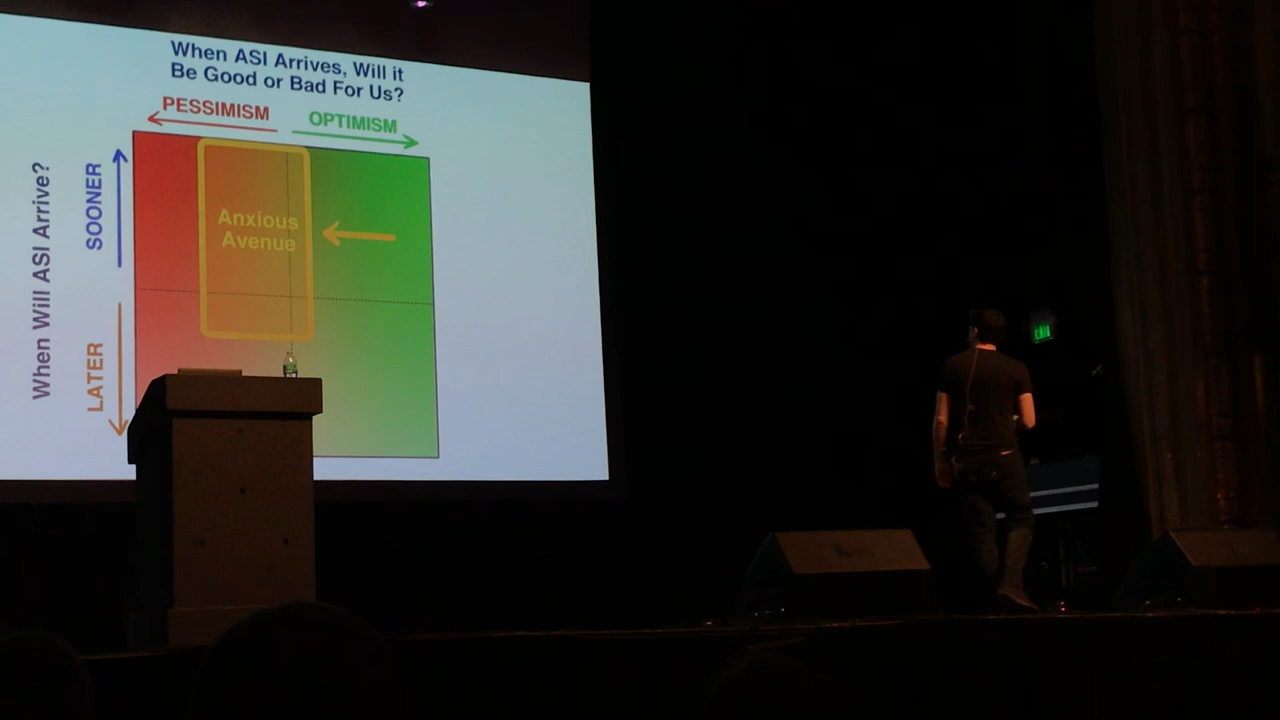 When ASI Arrives, Will it
Be Good or Bad For Us?
PESSIMISM
OPTIMISM
When Will ASI Arrive?
SOONER
LATER
Anxious
Avenue
EXIT